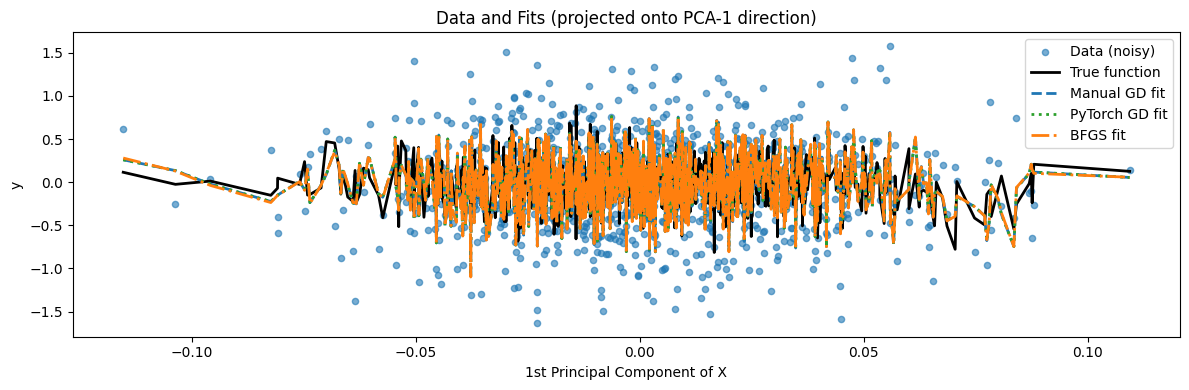 Data and Fits (projected onto PCA-1 direction)
1.5
1.0
0.5
0.0
−0.5
−1.0
−1.5
y
Data (noisy)
True function
Manual GD fit
PyTorch GD fit
BFGS fit
−0.10
−0.05
0.00
0.05
0.10
1st Principal Component of X